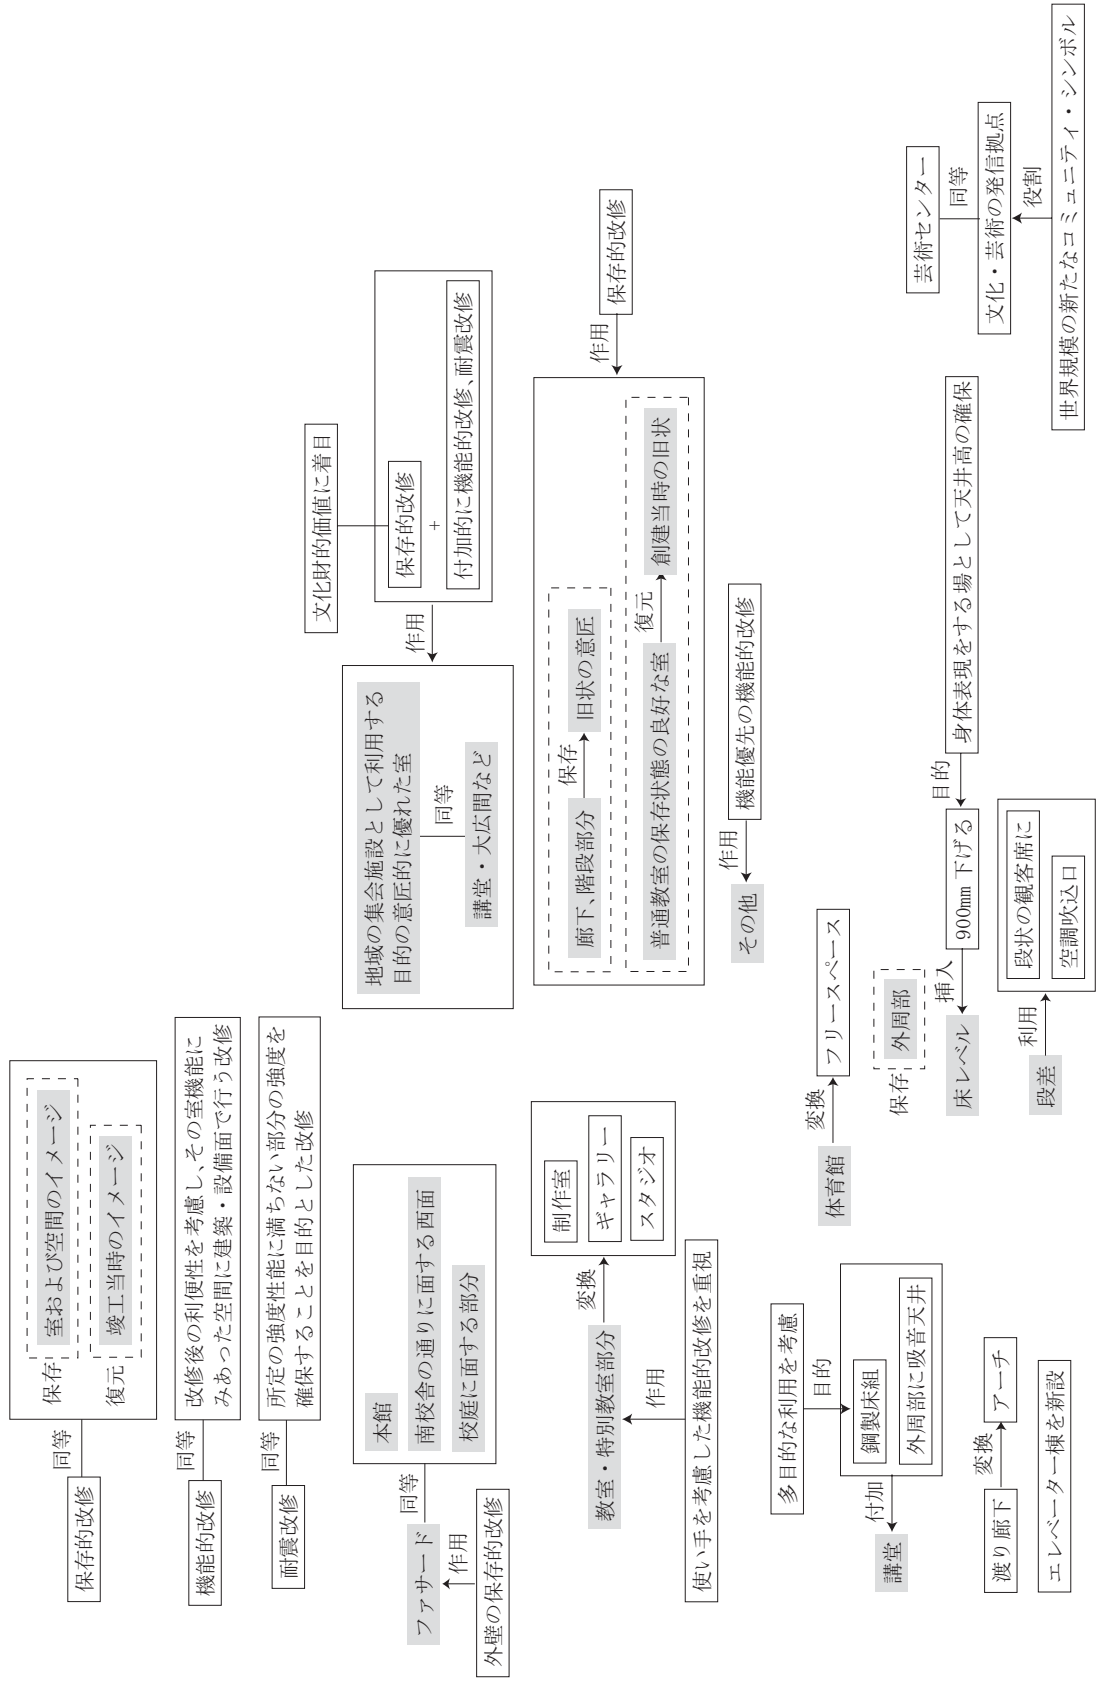 保存的改修
同等
保存
室および空間のイメージ
復元
竣工当時のイメージ
機能的改修
同等
改修後の利便性を考慮し、その室機能に
みあった空間に建築・設備面で行う改修
耐震改修
同等
所定の強度性能に満ちない部分の強度を
確保することを目的とした改修
文化財的価値に着目
保存的改修
+
付加的に機能的改修、耐震改修
作用
地域の集会施設として利用する
目的の意匠的に優れた室
同等
講堂・大広間など
ファサード
同等
本館
南校舎の通りに面する西面
校庭に面する部分
作用
外壁の保存的改修
廊下、階段部分
保存
旧状の意匠
普通教室の保存状態の良好な室
復元
創建当時の旧状
作用
保存的改修
教室・特別教室部分
変換
制作室
ギャラリー
スタジオ
作用
使い手を考慮した機能的改修を重視
その他
作用
機能優先の機能的改修
多目的な利用を考慮
目的
鋼製床組
外周部に吸音天井
付加
講堂
体育館
変換
フリースペース
保存
外周部
床レベル
挿入
900mm 下げる
目的
身体表現をする場として天井高の確保
段差
利用
段状の観客席に
空調吹込口
渡り廊下
変換
アーチ
エレベーター棟を新設
芸術センター
同等
文化・芸術の発信拠点
役割
世界規模の新たなコミュニティ・シンボル